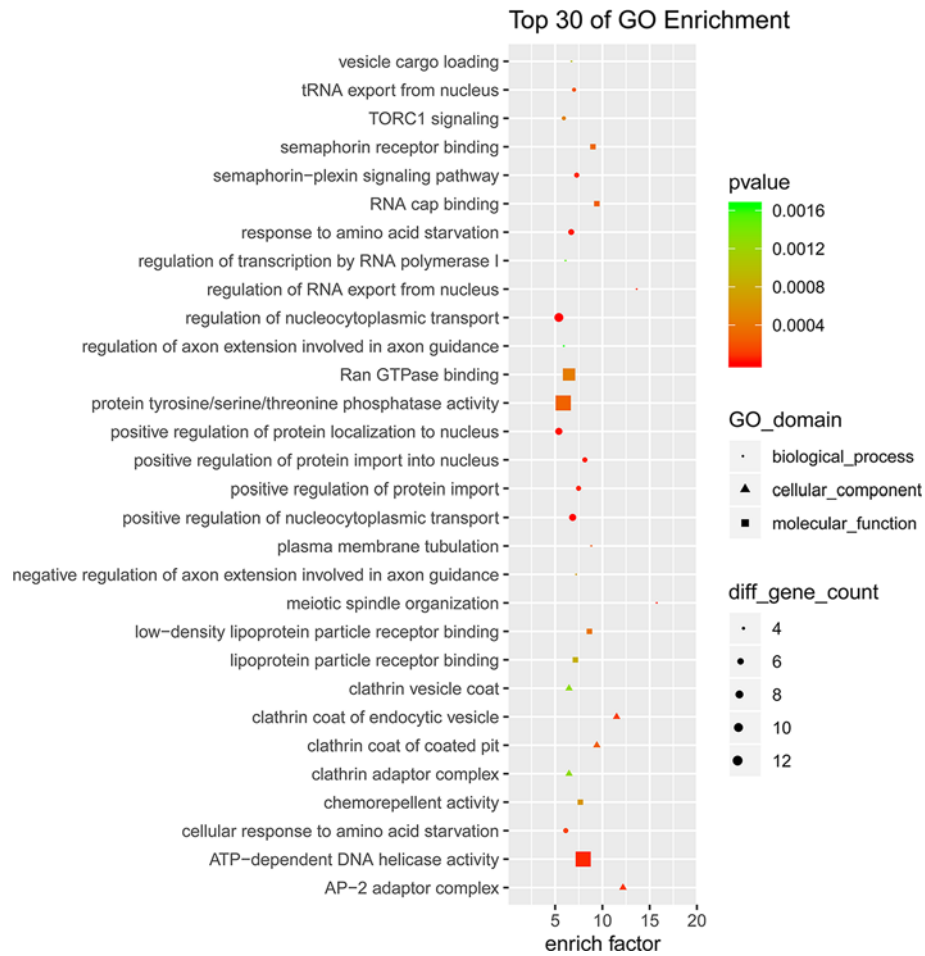 Top 30 of GO Enrichment
vesicle cargo loading
tRNA export from nucleus
TORC1 signaling
semaphorin receptor binding
semaphorin−plexin signaling pathway
RNA cap binding
response to amino acid starvation
regulation of transcription by RNA polymerase I
regulation of RNA export from nucleus
regulation of nucleocytoplasmic transport
regulation of axon extension involved in axon guidance
Ran GTPase binding
protein tyrosine/serine/threonine phosphatase activity
positive regulation of protein localization to nucleus
positive regulation of protein import into nucleus
positive regulation of protein import
positive regulation of nucleocytoplasmic transport
plasma membrane tubulation
negative regulation of axon extension involved in axon guidance
meiotic spindle organization
low−density lipoprotein particle receptor binding
lipoprotein particle receptor binding
clathrin vesicle coat
clathrin coat of endocytic vesicle
clathrin coat of coated pit
clathrin adaptor complex
chemorepellent activity
cellular response to amino acid starvation
ATP−dependent DNA helicase activity
AP−2 adaptor complex
5 10 15 20
enrich factor
pvalue
0.0016
0.0012
0.0008
0.0004
GO_domain
biological_process
cellular_component
molecular_function
diff_gene_count
4
6
8
10
12